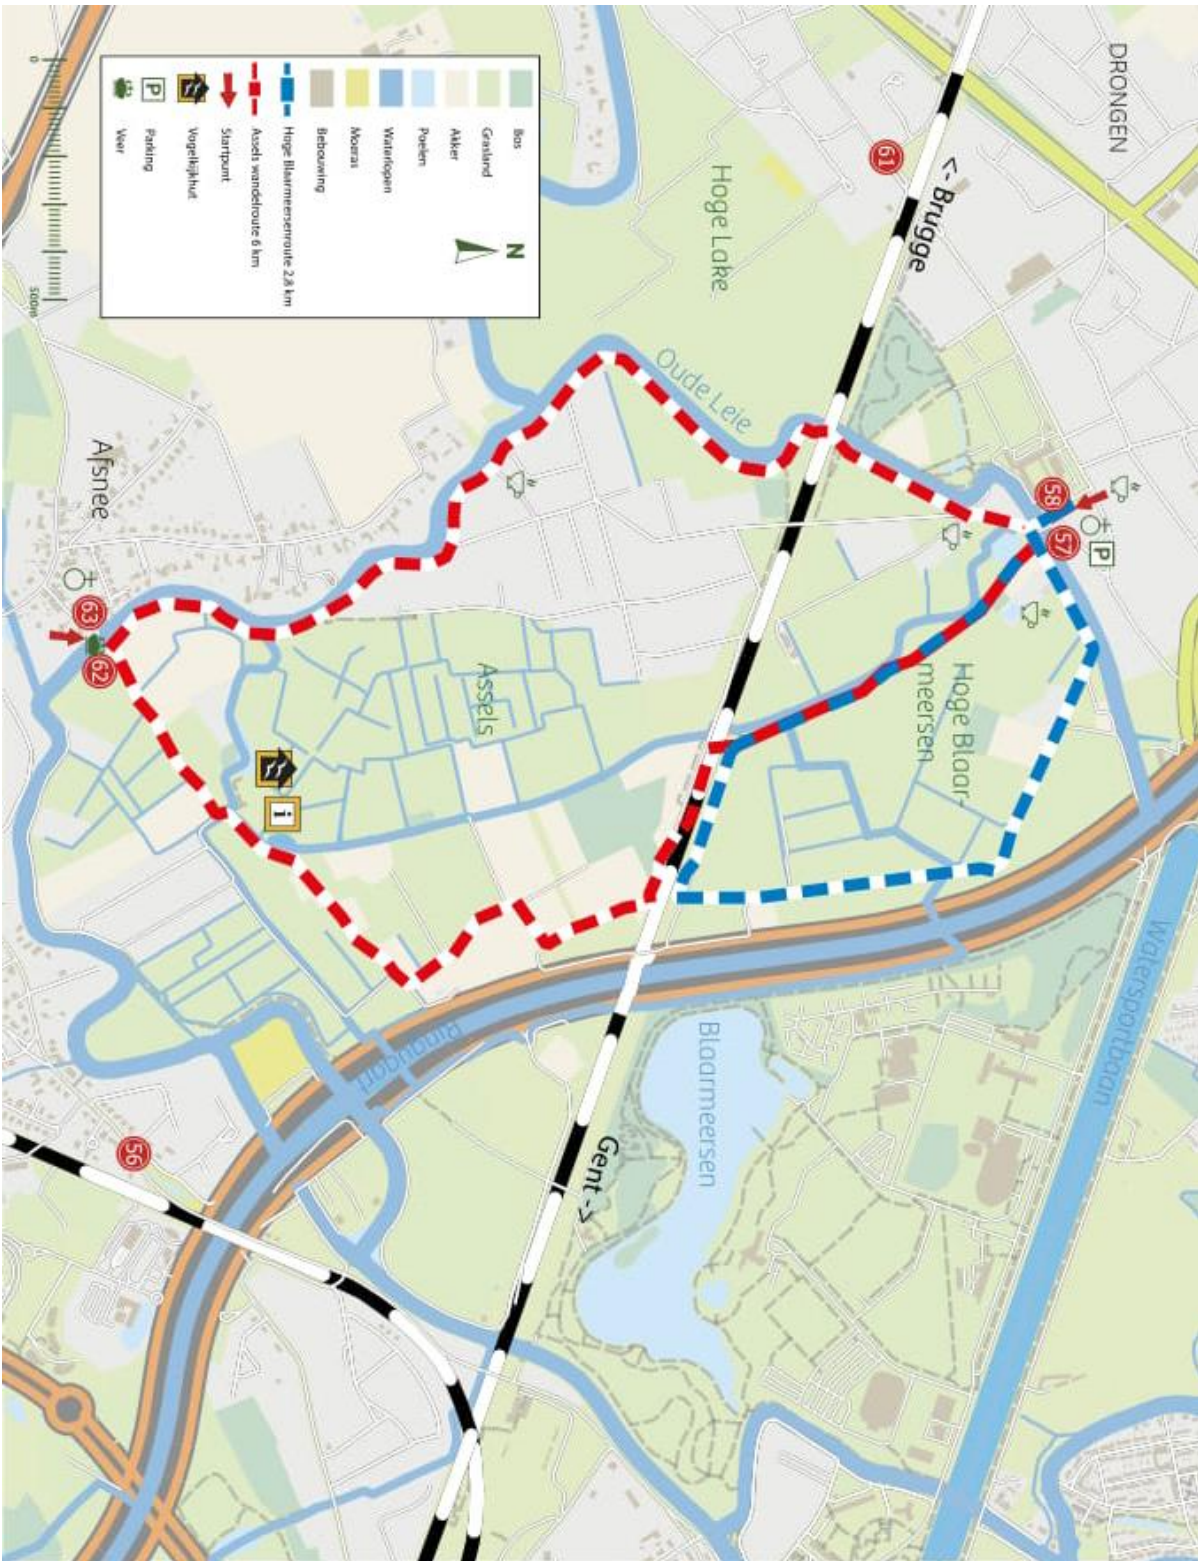 DRONGEN
<- Brugge
61
Hoge Lake
Oude Leie
58
57
P
Hoge Blaar-
meersen
Watersportbaan
Blaarmeersen
Gent ->
Ringvaart
Assels
i
Afsnee
63
62
56
N
Bos
Grasland
Akker
Poelen
Waterlopen
Moeras
Bebouwing
Hoge Blaarmeersenroute 2,8 km
Assels wandelroute 6 km
Startpunt
Vogelkijkhut
P Parking
Veer
0 500m